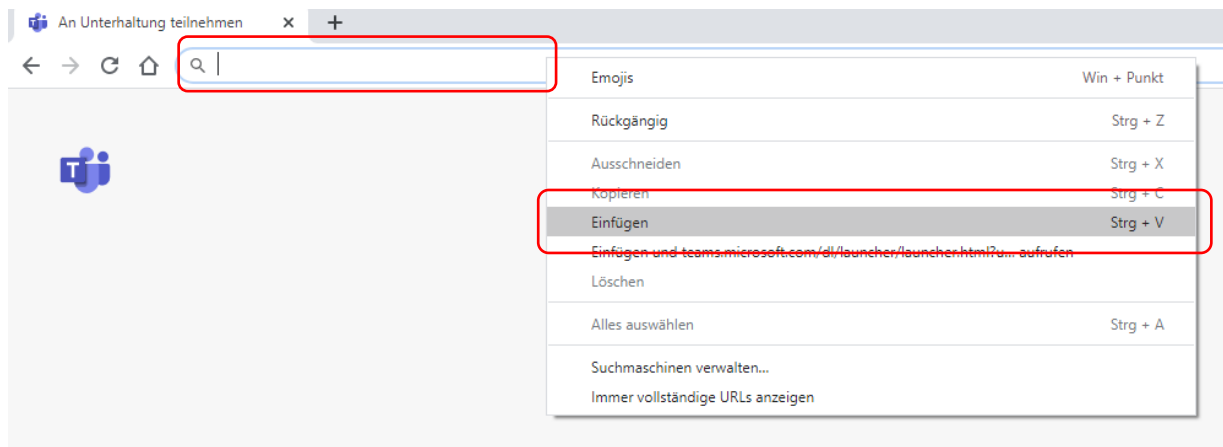 An Unterhaltung teilnehmen
Emojis Win + Punkt
Rückgängig Strg + Z
Ausschneiden Strg + X
Kopieren Strg + C
Einfügen Strg + V
Einfügen und teams.microsoft.com/dl/launcher/launcher.html?u... aufrufen
Löschen
Alles auswählen Strg + A
Suchmaschinen verwalten...
Immer vollständige URLs anzeigen